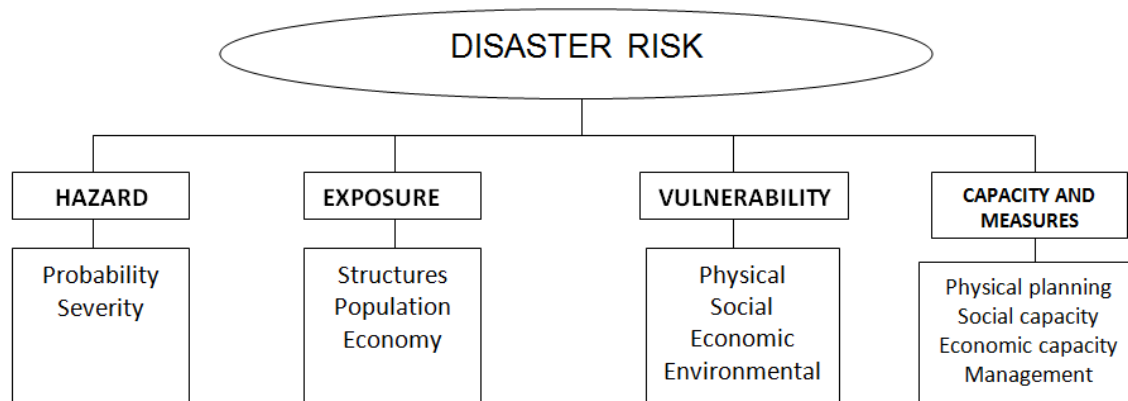 DISASTER RISK
HAZARD
Probability
Severity
EXPOSURE
Structures
Population
Economy
VULNERABILITY
Physical
Social
Economic
Environmental
CAPACITY AND
MEASURES
Physical planning
Social capacity
Economic capacity
Management